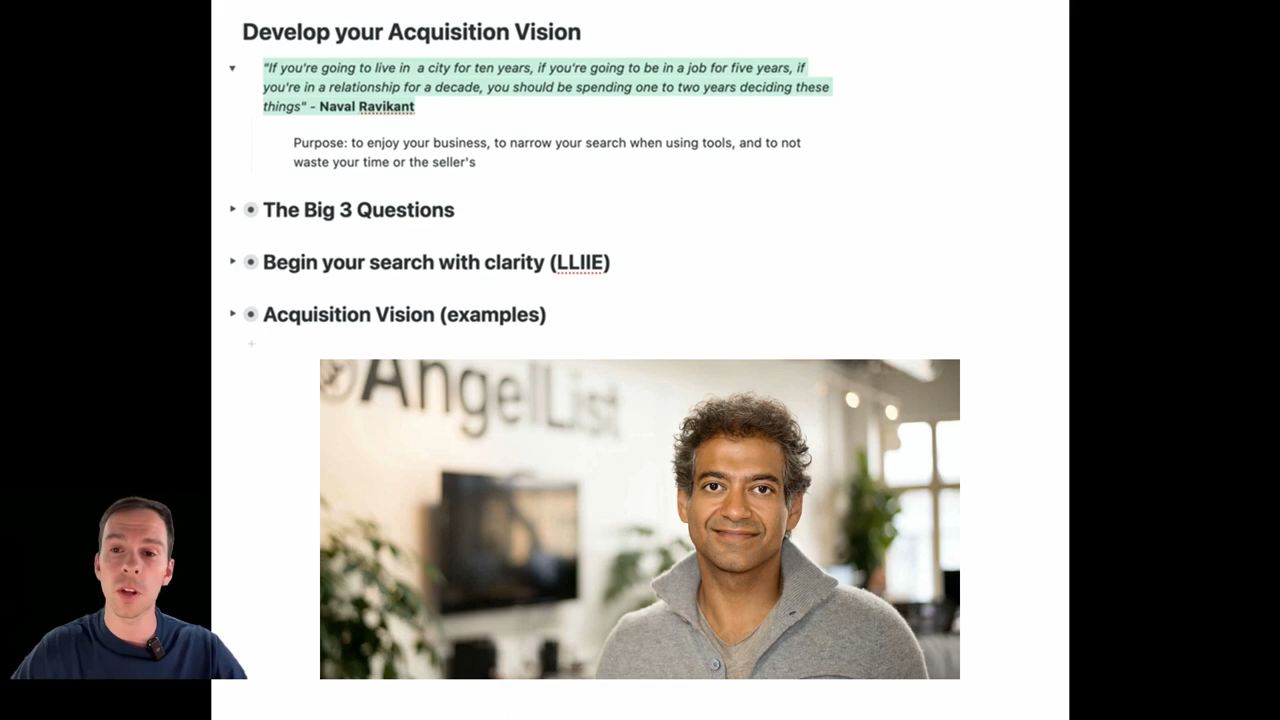 Develop your Acquisition Vision
"If you're going to live in  a city for ten years, if you're going to be in a job for five years, if
you're in a relationship for a decade, you should be spending one to two years deciding these
things" - Naval Ravikant
Purpose: to enjoy your business, to narrow your search when using tools, and to not
waste your time or the seller's
The Big 3 Questions
Begin your search with clarity (LLIIE)
Acquisition Vision (examples)
AngelList